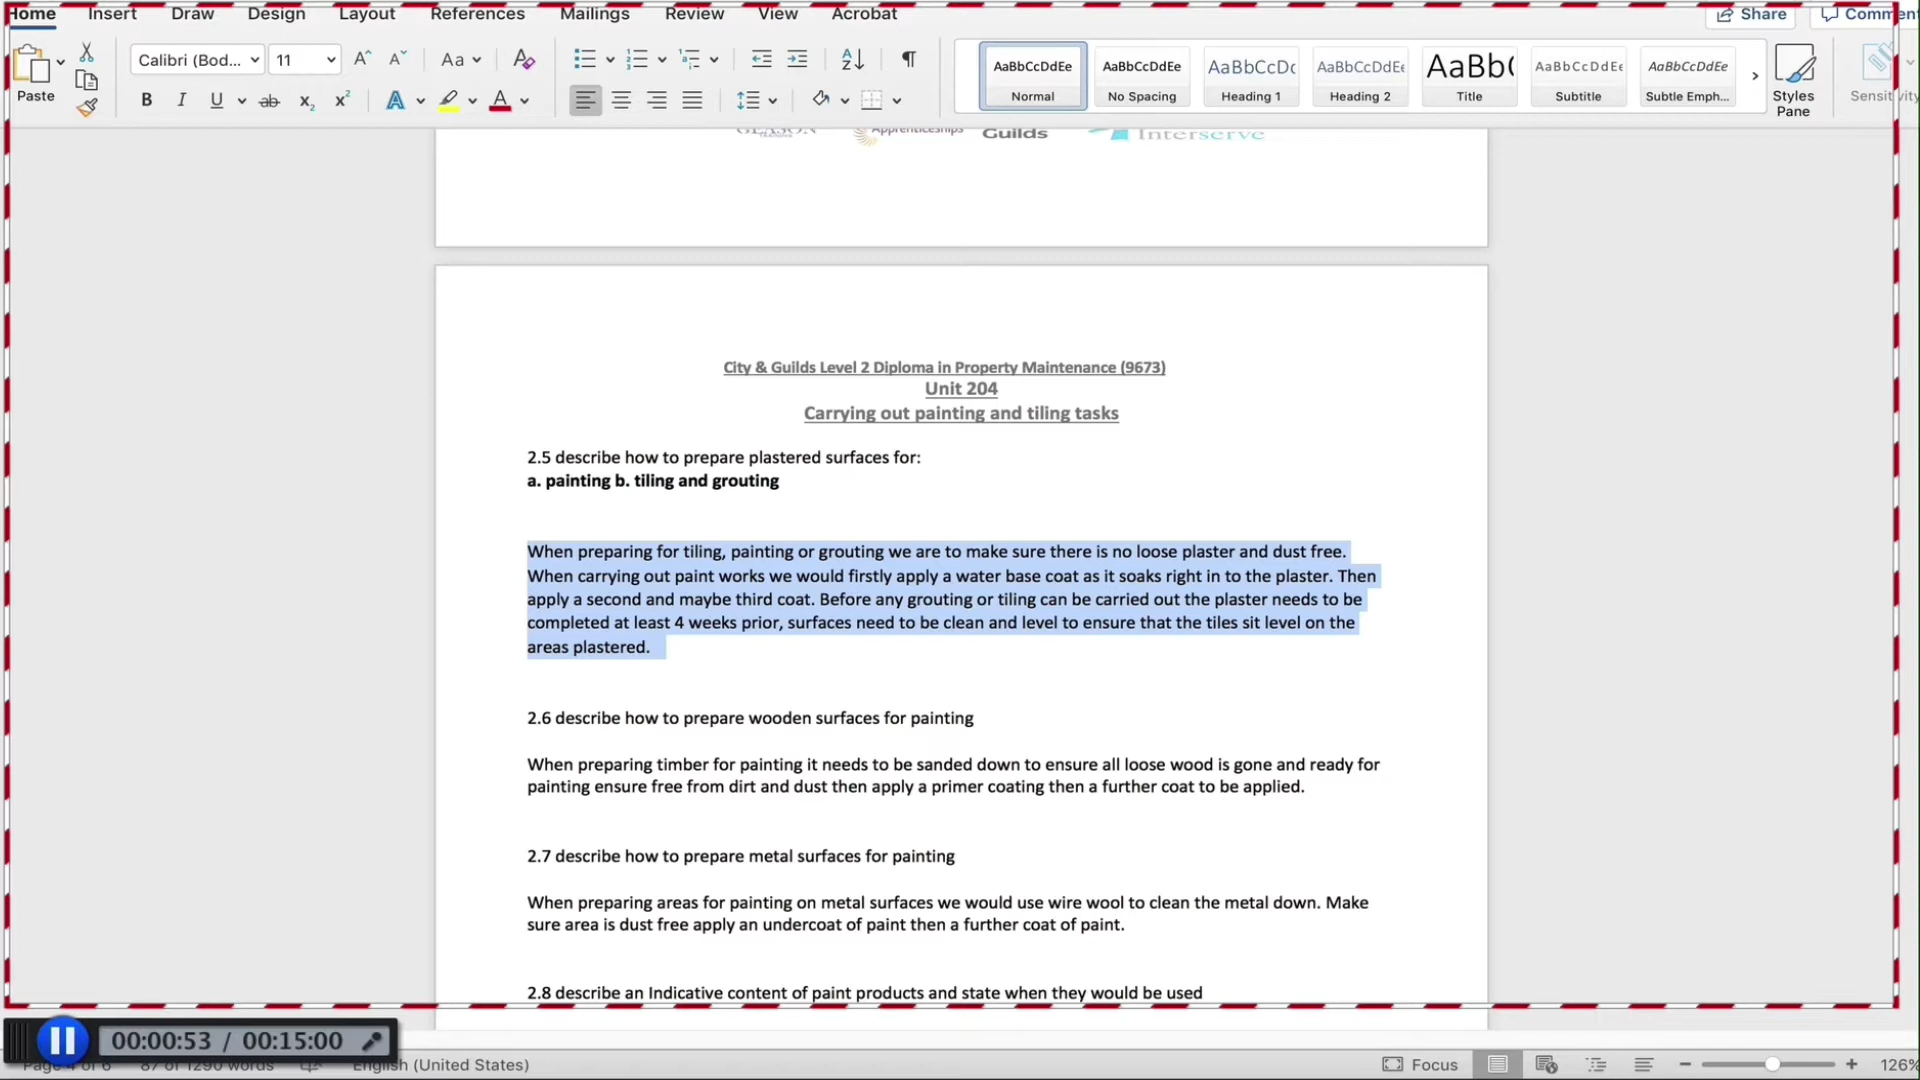 Home Insert Draw Design Layout References Mailings Review View Acrobat Share
Calibri (Bod... 11 Aa
Paste B I U ab x₂ x² A A
AaBbCcDdEe AaBbCcDdEe AaBbCcDc AaBbCcDdEe AaBb( AaBbCcDdEe AaBbCcDdEe
Normal No Spacing Heading 1 Heading 2 Title Subtitle Subtle Emph...
Styles
Pane
Apprenticeships Guilds Interserve
City & Guilds Level 2 Diploma in Property Maintenance (9673)
Unit 204
Carrying out painting and tiling tasks
2.5 describe how to prepare plastered surfaces for:
a. painting b. tiling and grouting
When preparing for tiling, painting or grouting we are to make sure there is no loose plaster and dust free.
When carrying out paint works we would firstly apply a water base coat as it soaks right in to the plaster. Then
apply a second and maybe third coat. Before any grouting or tiling can be carried out the plaster needs to be
completed at least 4 weeks prior, surfaces need to be clean and level to ensure that the tiles sit level on the
areas plastered.
2.6 describe how to prepare wooden surfaces for painting
When preparing timber for painting it needs to be sanded down to ensure all loose wood is gone and ready for
painting ensure free from dirt and dust then apply a primer coating then a further coat to be applied.
2.7 describe how to prepare metal surfaces for painting
When preparing areas for painting on metal surfaces we would use wire wool to clean the metal down. Make
sure area is dust free apply an undercoat of paint then a further coat of paint.
2.8 describe an Indicative content of paint products and state when they would be used
00:00:53 / 00:15:00
Page 4 of 6 87 of 1290 words English (United States) Focus 126%